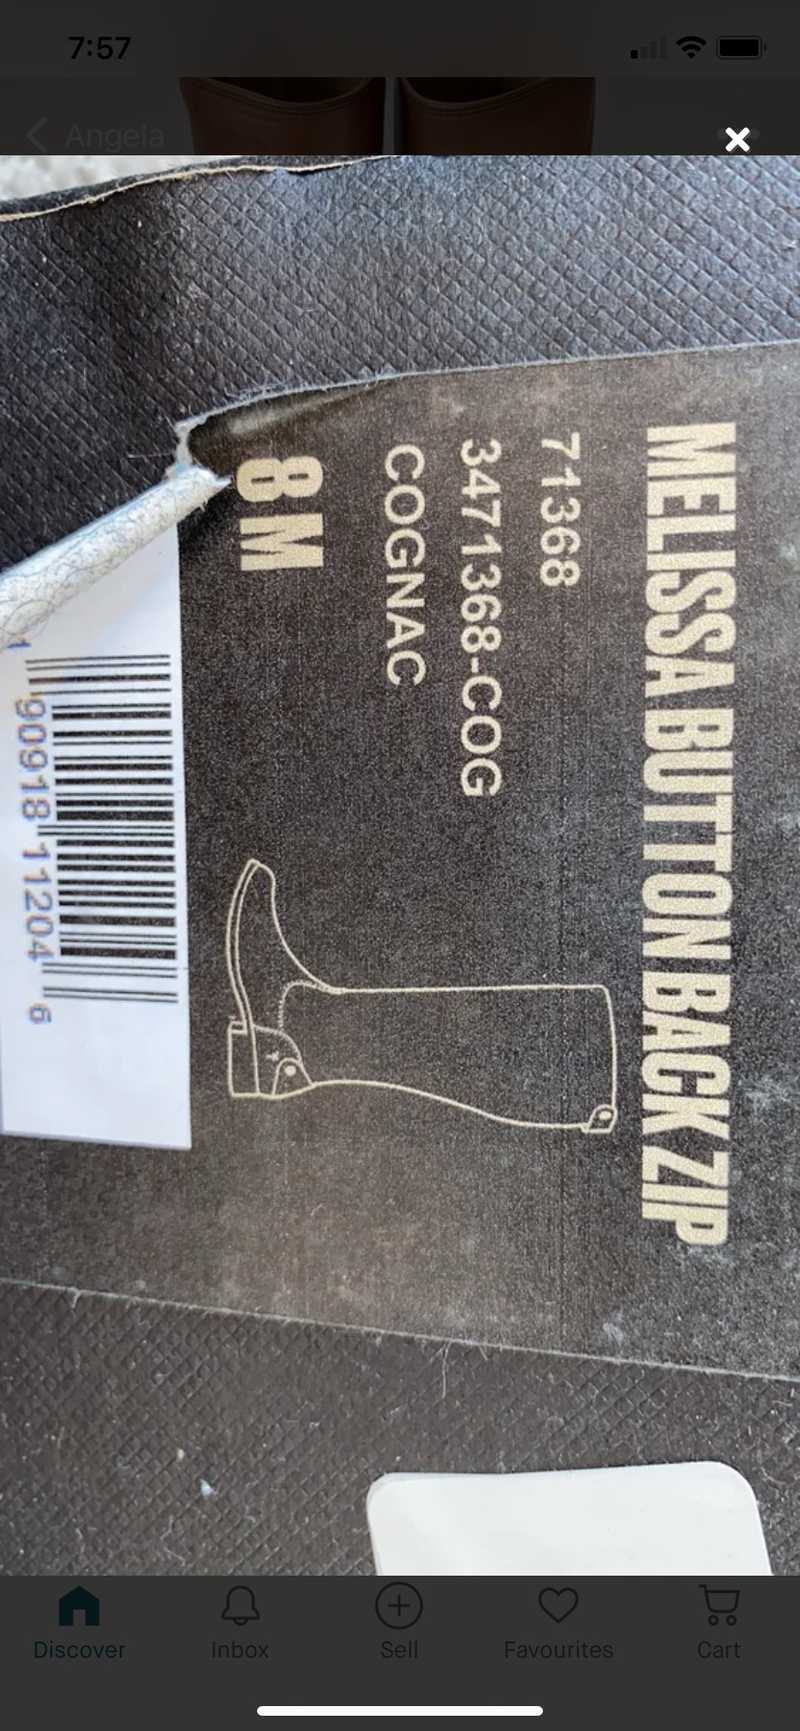 7:57
Angela
MELISSA BUTTON BACK ZIP
71368
3471368-COG
COGNAC
8 M
1 90918 11204 6
Discover
Inbox
Sell
Favourites
Cart